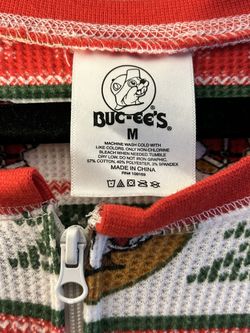 BUC-EE'S®
M
MACHINE WASH COLD WITH
LIKE COLORS. ONLY NON-CHLORINE
BLEACH WHEN NEEDED. TUMBLE
DRY LOW. DO NOT IRON GRAPHIC.
57% COTTON, 40% POLYESTER, 3% SPANDEX
MADE IN CHINA